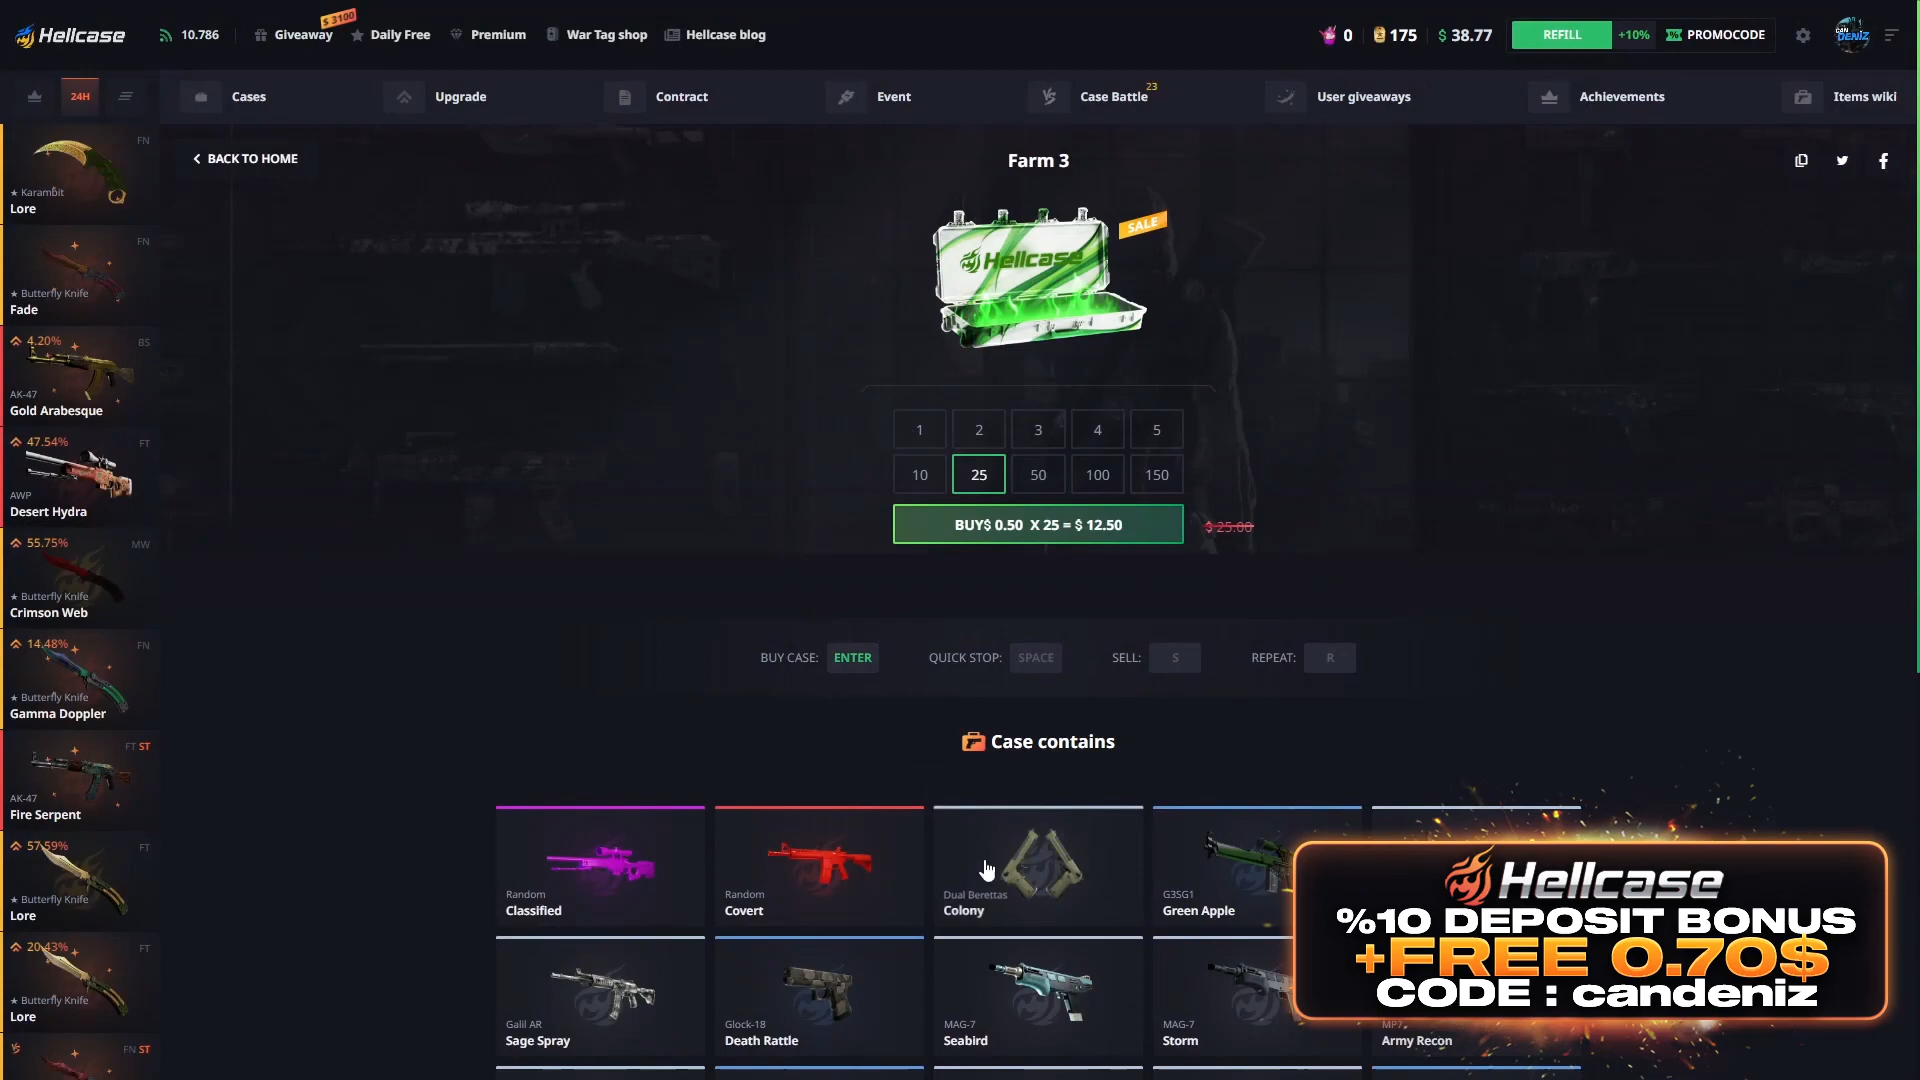 Hellcase
10.786
Giveaway
$ 3100
Daily Free
Premium
War Tag shop
Hellcase blog
0
175
$ 38.77
REFILL
+10%
PROMOCODE
CAN
DENIZ
24H
Cases
Upgrade
Contract
Event
VS
Case Battle
23
User giveaways
Achievements
Items wiki
BACK TO HOME
Farm 3
SALE
Hellcase
1
2
3
4
5
10
25
50
100
150
BUY$ 0.50 X 25 = $ 12.50
$ 25.00
BUY CASE:
ENTER
QUICK STOP:
SPACE
SELL:
S
REPEAT:
R
Case contains
Random
Classified
Random
Covert
Dual Berettas
Colony
G3SG1
Green Apple
Galil AR
Sage Spray
Glock-18
Death Rattle
MAG-7
Seabird
MAG-7
Storm
MP7
Army Recon
FN
★ Karambit
Lore
FN
★ Butterfly Knife
Fade
4.20%
BS
AK-47
Gold Arabesque
47.54%
FT
AWP
Desert Hydra
55.75%
MW
★ Butterfly Knife
Crimson Web
14.48%
FN
★ Butterfly Knife
Gamma Doppler
FT ST
AK-47
Fire Serpent
57.59%
FT
★ Butterfly Knife
Lore
20.43%
FT
★ Butterfly Knife
Lore
VS
FN ST
Hellcase
%10 DEPOSIT BONUS
+FREE 0.70$
CODE : candeniz